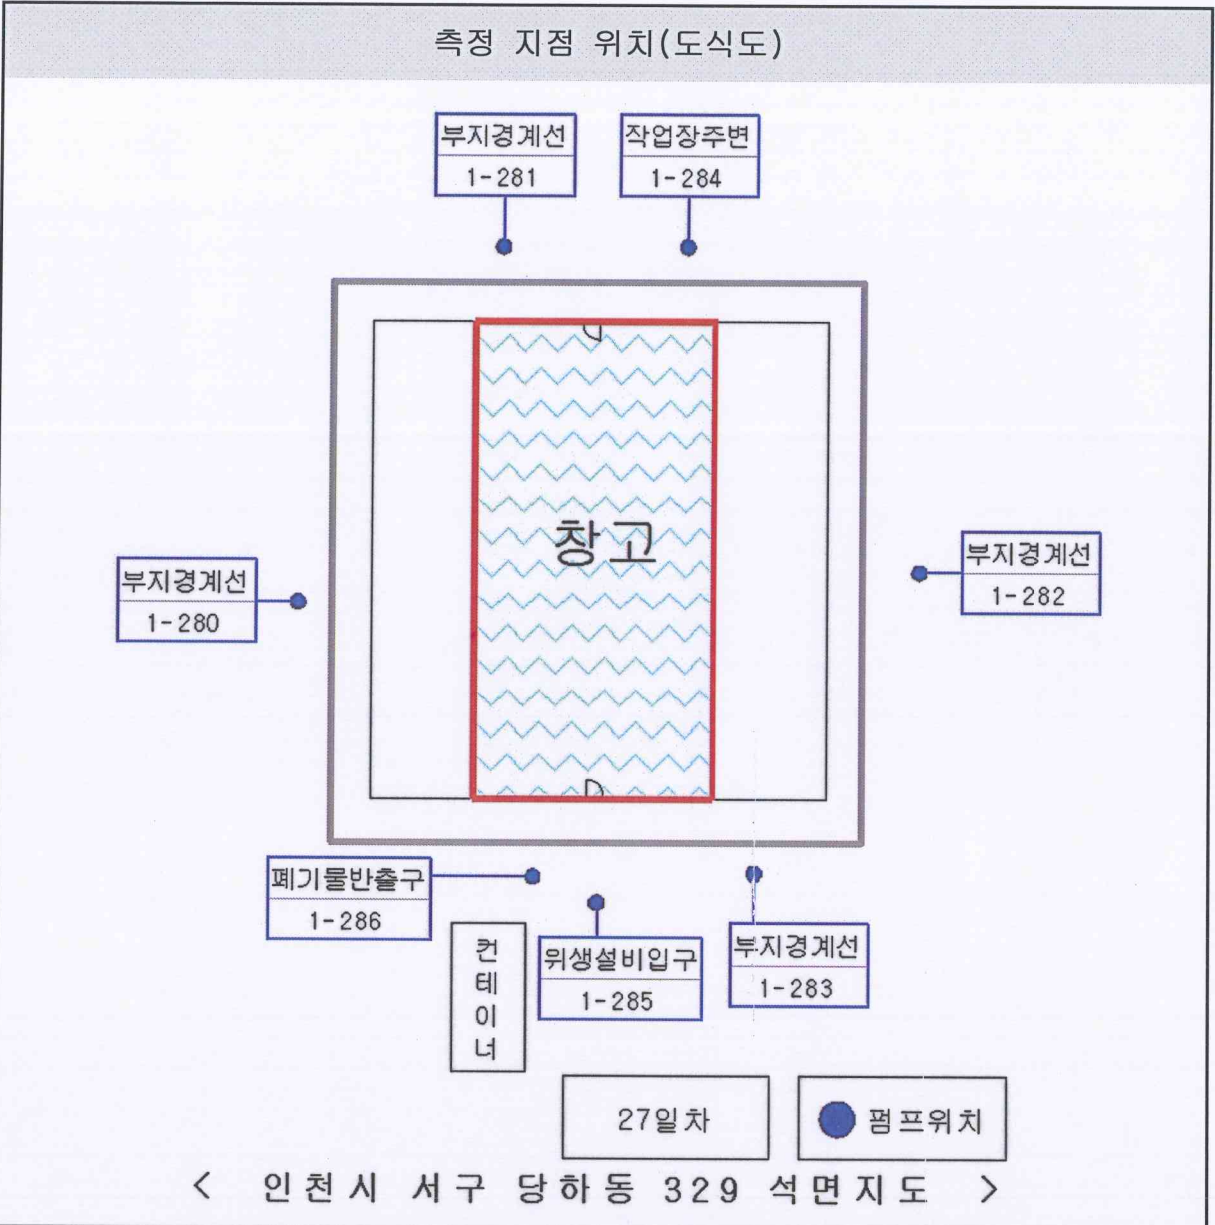 측정 지점 위치(도식도)
부지경계선
1-281
작업장주변
1-284
창고
부지경계선
1-280
부지경계선
1-282
폐기물반출구
1-286
컨테이너
위생설비입구
1-285
부지경계선
1-283
27일차
펌프위치
< 인천시 서구 당하동 329 석면지도 >